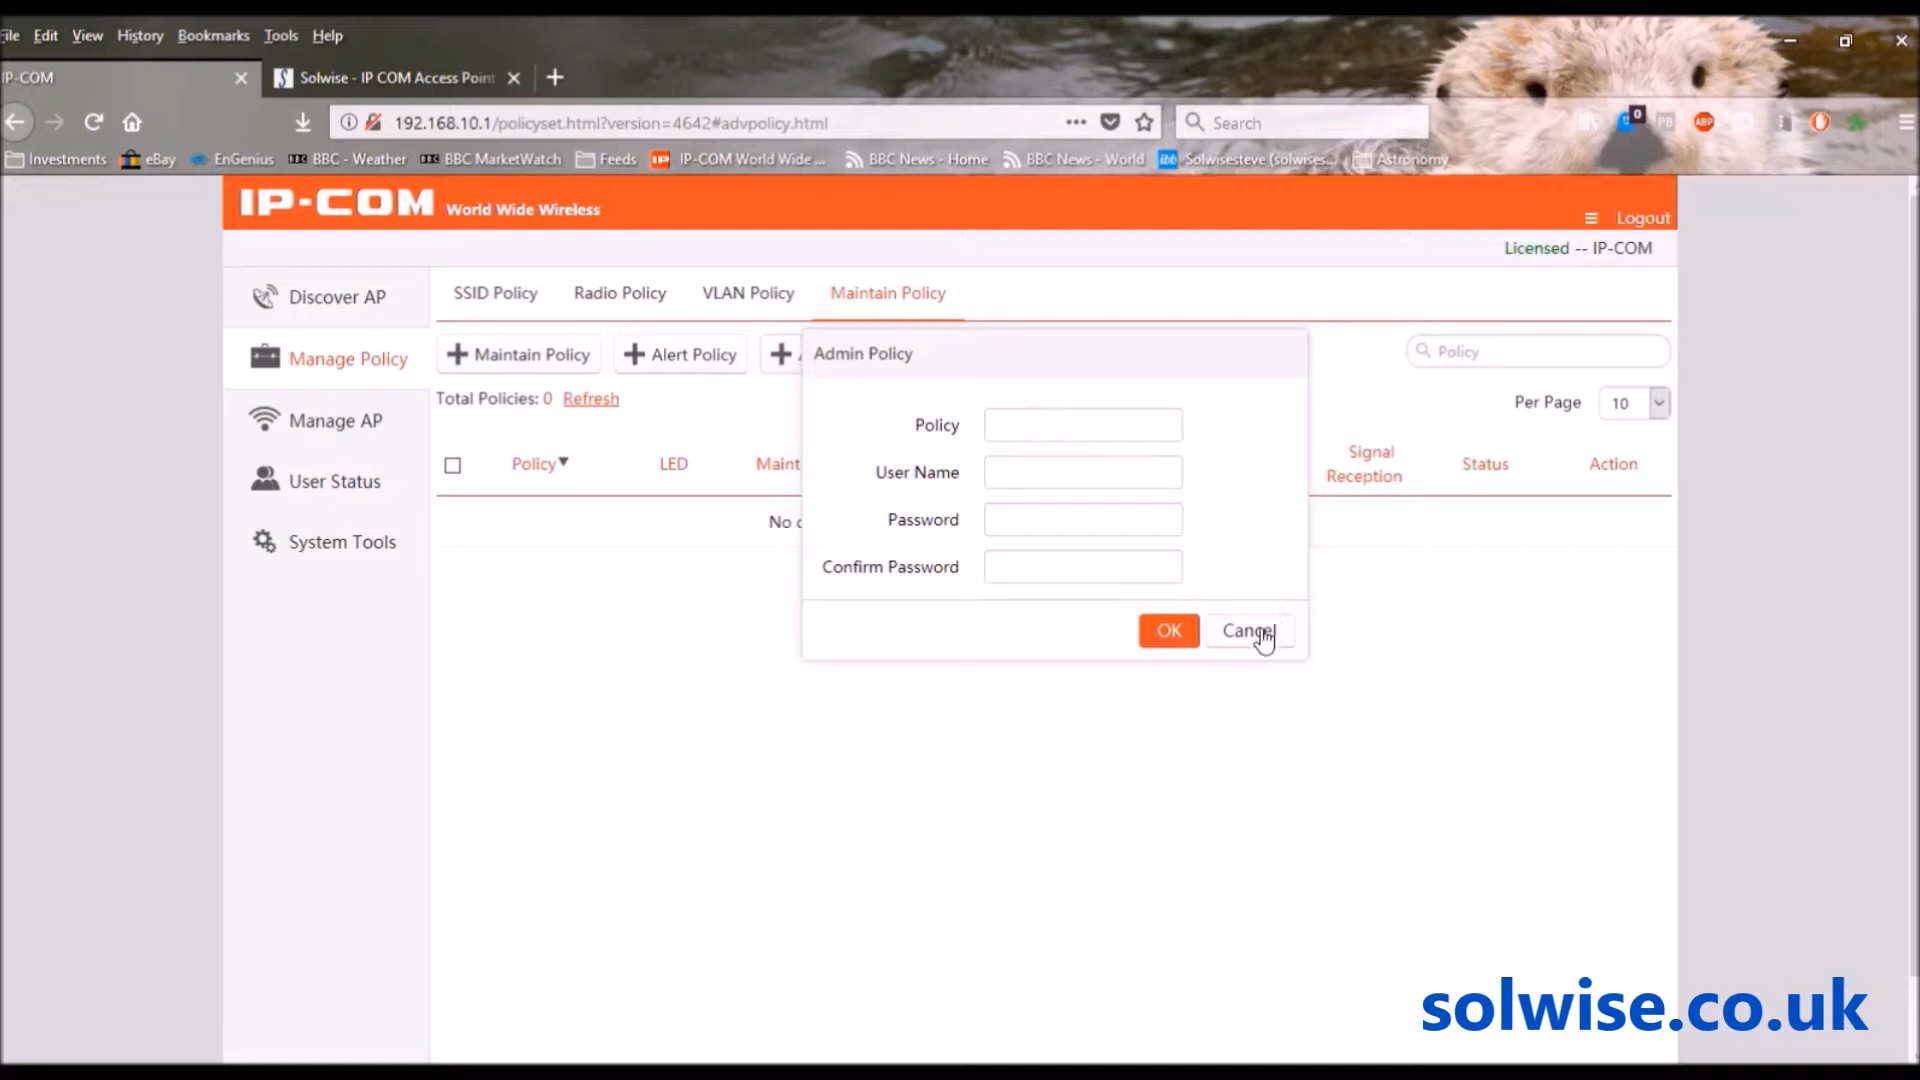 File Edit View History Bookmarks Tools Help
IP-COM
Solwise - IP COM Access Point
192.168.10.1/policyset.html?version=4642#advpolicy.html
Search
0
PB
ABP
Investments eBay EnGenius BBC - Weather BBC MarketWatch Feeds IP-COM World Wide ... BBC News - Home BBC News - World Solwisesteve (solwises... Astronomy
IP-COM World Wide Wireless
Logout
Licensed -- IP-COM
Discover AP
Manage Policy
Manage AP
User Status
System Tools
SSID Policy Radio Policy VLAN Policy Maintain Policy
Maintain Policy Alert Policy
Policy
Total Policies: 0 Refresh
Per Page 10
Policy LED Maint
Signal Reception Status Action
No
Admin Policy
Policy
User Name
Password
Confirm Password
OK Cancel
solwise.co.uk